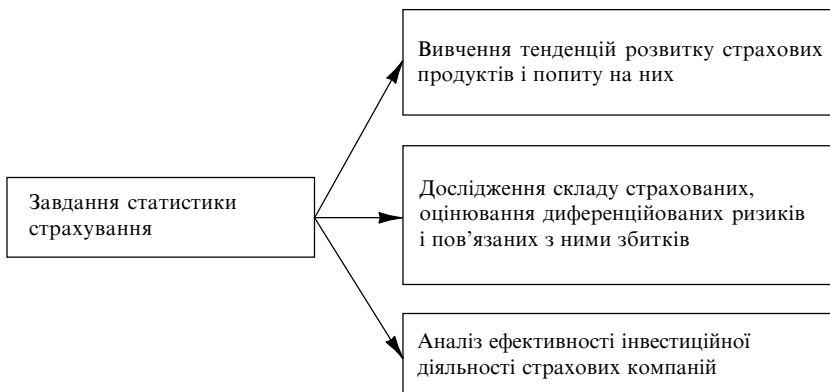 Вивчення тенденцій розвитку страхових
продуктів і попиту на них
Завдання статистики
страхування
Дослідження складу страхованих,
оцінювання диференційованих ризиків
і пов’язаних з ними збитків
Аналіз ефективності інвестиційної
діяльності страхових компаній